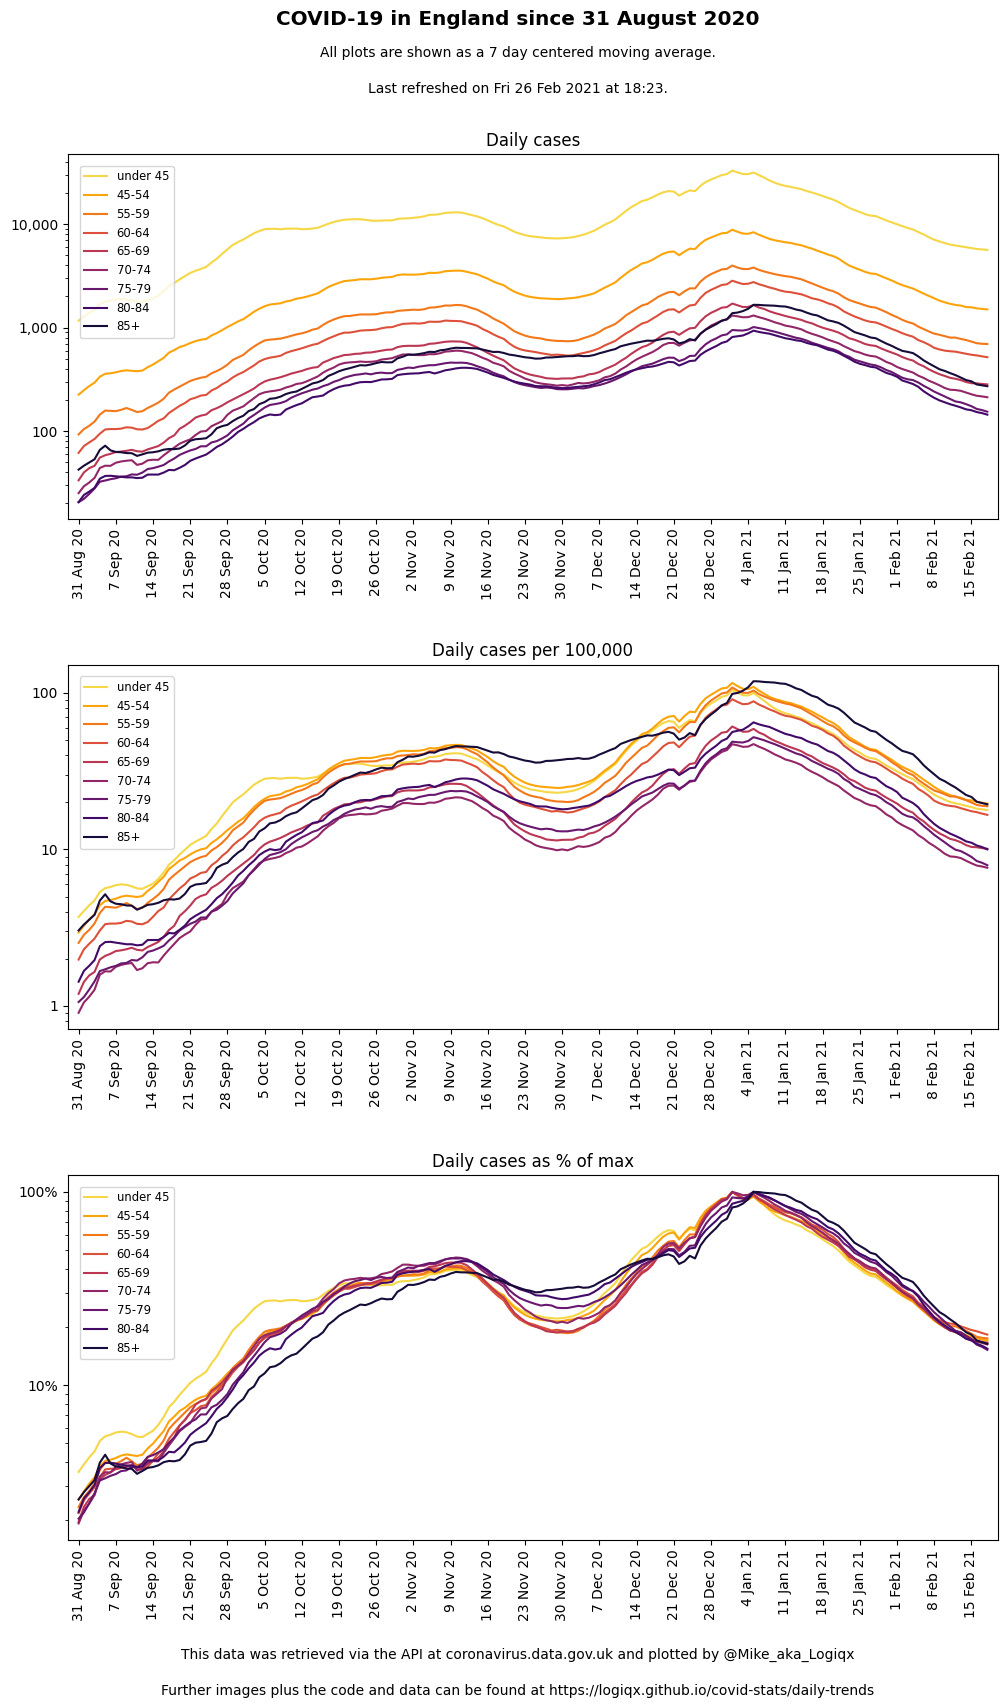 COVID-19 in England since 31 August 2020
All plots are shown as a 7 day centered moving average.
Last refreshed on Fri 26 Feb 2021 at 18:23.
Daily cases
under 45
45-54
55-59
60-64
65-69
70-74
75-79
80-84
85+
10,000
1,000
100
31 Aug 20
7 Sep 20
14 Sep 20
21 Sep 20
28 Sep 20
5 Oct 20
12 Oct 20
19 Oct 20
26 Oct 20
2 Nov 20
9 Nov 20
16 Nov 20
23 Nov 20
30 Nov 20
7 Dec 20
14 Dec 20
21 Dec 20
28 Dec 20
4 Jan 21
11 Jan 21
18 Jan 21
25 Jan 21
1 Feb 21
8 Feb 21
15 Feb 21
Daily cases per 100,000
under 45
45-54
55-59
60-64
65-69
70-74
75-79
80-84
85+
100
10
1
31 Aug 20
7 Sep 20
14 Sep 20
21 Sep 20
28 Sep 20
5 Oct 20
12 Oct 20
19 Oct 20
26 Oct 20
2 Nov 20
9 Nov 20
16 Nov 20
23 Nov 20
30 Nov 20
7 Dec 20
14 Dec 20
21 Dec 20
28 Dec 20
4 Jan 21
11 Jan 21
18 Jan 21
25 Jan 21
1 Feb 21
8 Feb 21
15 Feb 21
Daily cases as % of max
under 45
45-54
55-59
60-64
65-69
70-74
75-79
80-84
85+
100%
10%
31 Aug 20
7 Sep 20
14 Sep 20
21 Sep 20
28 Sep 20
5 Oct 20
12 Oct 20
19 Oct 20
26 Oct 20
2 Nov 20
9 Nov 20
16 Nov 20
23 Nov 20
30 Nov 20
7 Dec 20
14 Dec 20
21 Dec 20
28 Dec 20
4 Jan 21
11 Jan 21
18 Jan 21
25 Jan 21
1 Feb 21
8 Feb 21
15 Feb 21
This data was retrieved via the API at coronavirus.data.gov.uk and plotted by @Mike_aka_Logiqx
Further images plus the code and data can be found at https://logiqx.github.io/covid-stats/daily-trends